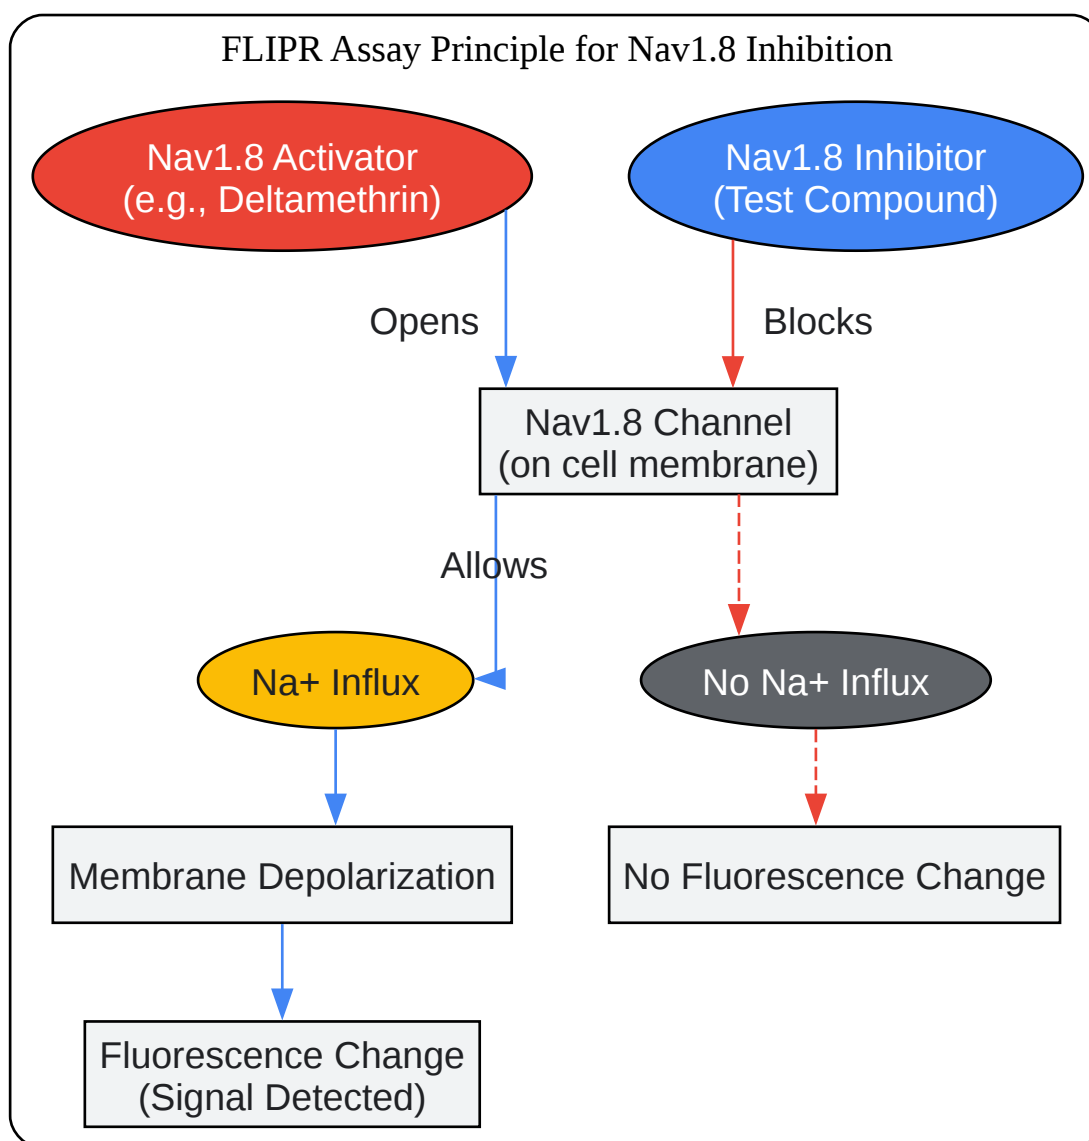 FLIPR Assay Principle for Nav1.8 Inhibition
Nav1.8 Activator
(e.g., Deltamethrin)
Nav1.8 Inhibitor
(Test Compound)
Opens
Blocks
Nav1.8 Channel
(on cell membrane)
Allows
Na+ Influx
No Na+ Influx
Membrane Depolarization
No Fluorescence Change
Fluorescence Change
(Signal Detected)